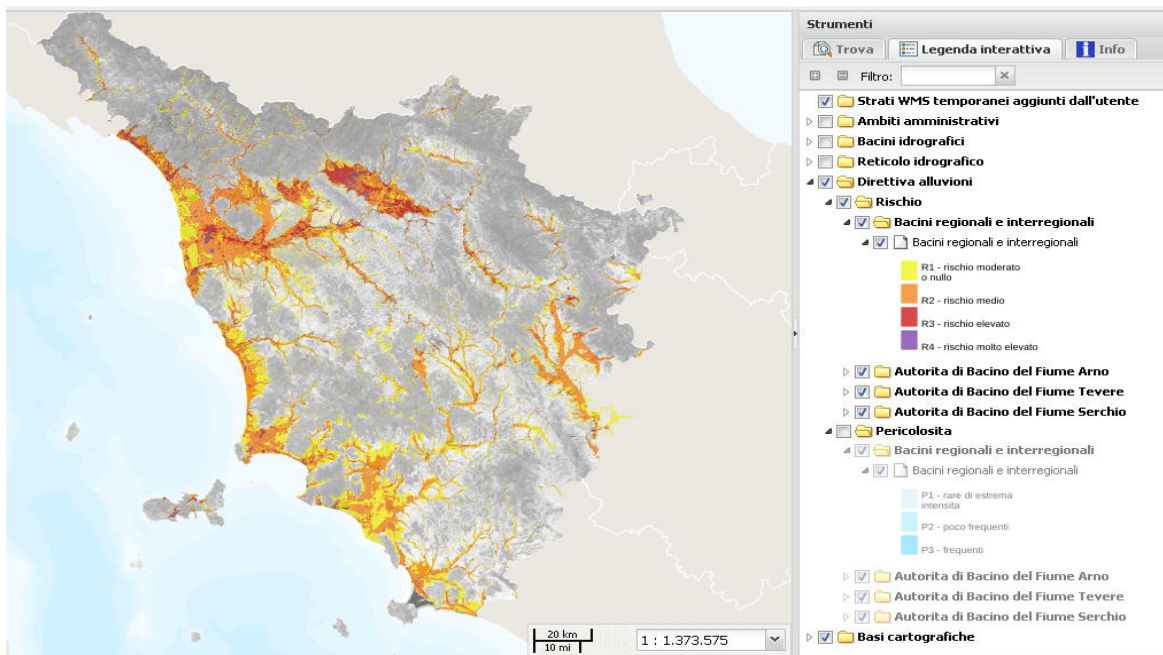 Strumenti
Trova
Legenda interattiva
Info
Filtro:
Strati WMS temporanei aggiunti dall'utente
Ambiti amministrativi
Bacini idrografici
Reticolo idrografico
Direttiva alluvioni
Rischio
Bacini regionali e interregionali
Bacini regionali e interregionali
R1 - rischio moderato
o nullo
R2 - rischio medio
R3 - rischio elevato
R4 - rischio molto elevato
Autorita di Bacino del Fiume Arno
Autorita di Bacino del Fiume Tevere
Autorita di Bacino del Fiume Serchio
Pericolosita
Bacini regionali e interregionali
Bacini regionali e interregionali
P1 - rare di estrema
intensita
P2 - poco frequenti
P3 - frequenti
Autorita di Bacino del Fiume Arno
Autorita di Bacino del Fiume Tevere
Autorita di Bacino del Fiume Serchio
Basi cartografiche
20 km
10 mi
1 : 1.373.575